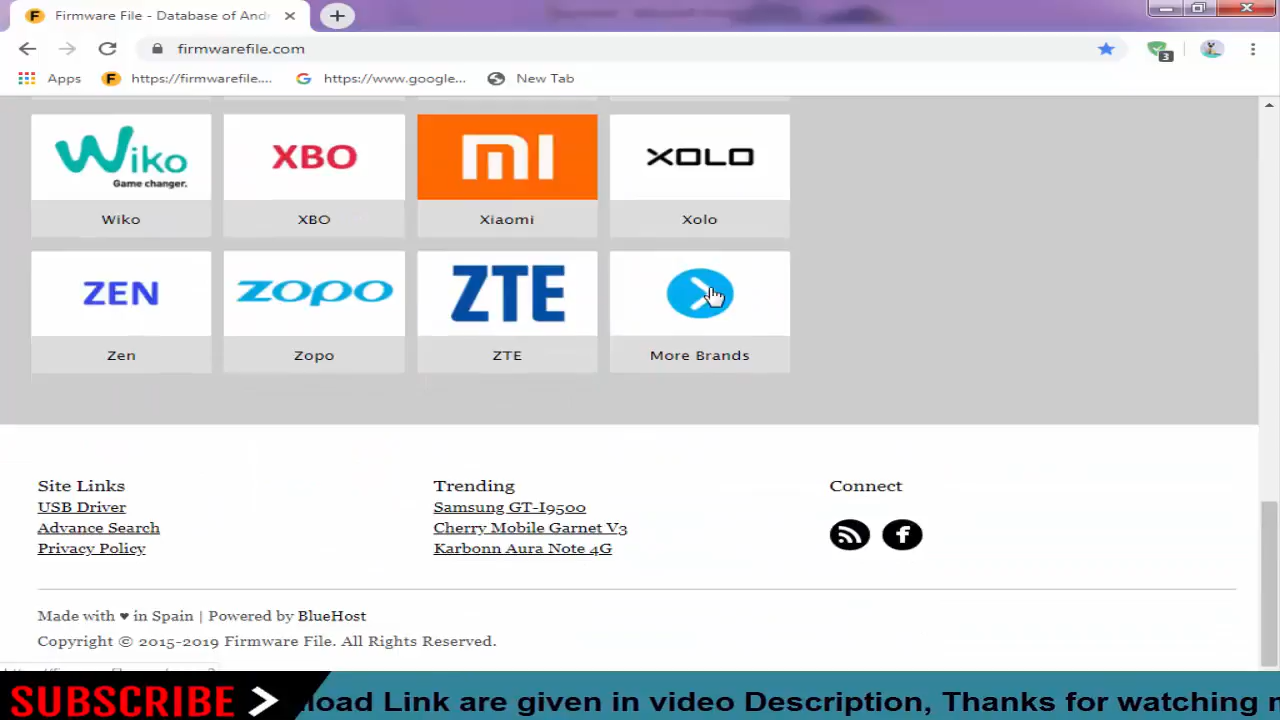 Firmware File - Database of And
firmwarefile.com
3
Apps
https://firmwarefile....
https://www.google...
New Tab
Wiko
Game changer.
XBO
mi
XOLO
Wiko
XBO
Xiaomi
Xolo
ZEN
ZOPO
ZTE
Zen
Zopo
ZTE
More Brands
Site Links
USB Driver
Advance Search
Privacy Policy
Trending
Samsung GT-I9500
Cherry Mobile Garnet V3
Karbonn Aura Note 4G
Connect
Made with ♥ in Spain | Powered by BlueHost
Copyright © 2015-2019 Firmware File. All Rights Reserved.
SUBSCRIBE
load Link are given in video Description, Thanks for watching